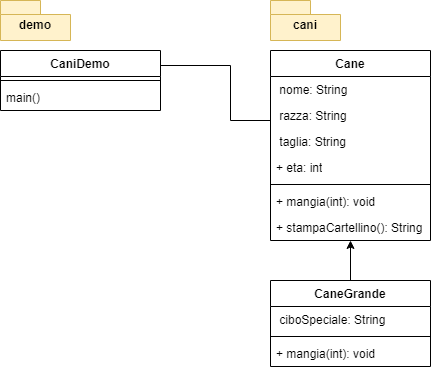 demo
cani
CaniDemo
main()
Cane
nome: String
razza: String
taglia: String
+ eta: int
+ mangia(int): void
+ stampaCartellino(): String
CaneGrande
ciboSpeciale: String
+ mangia(int): void